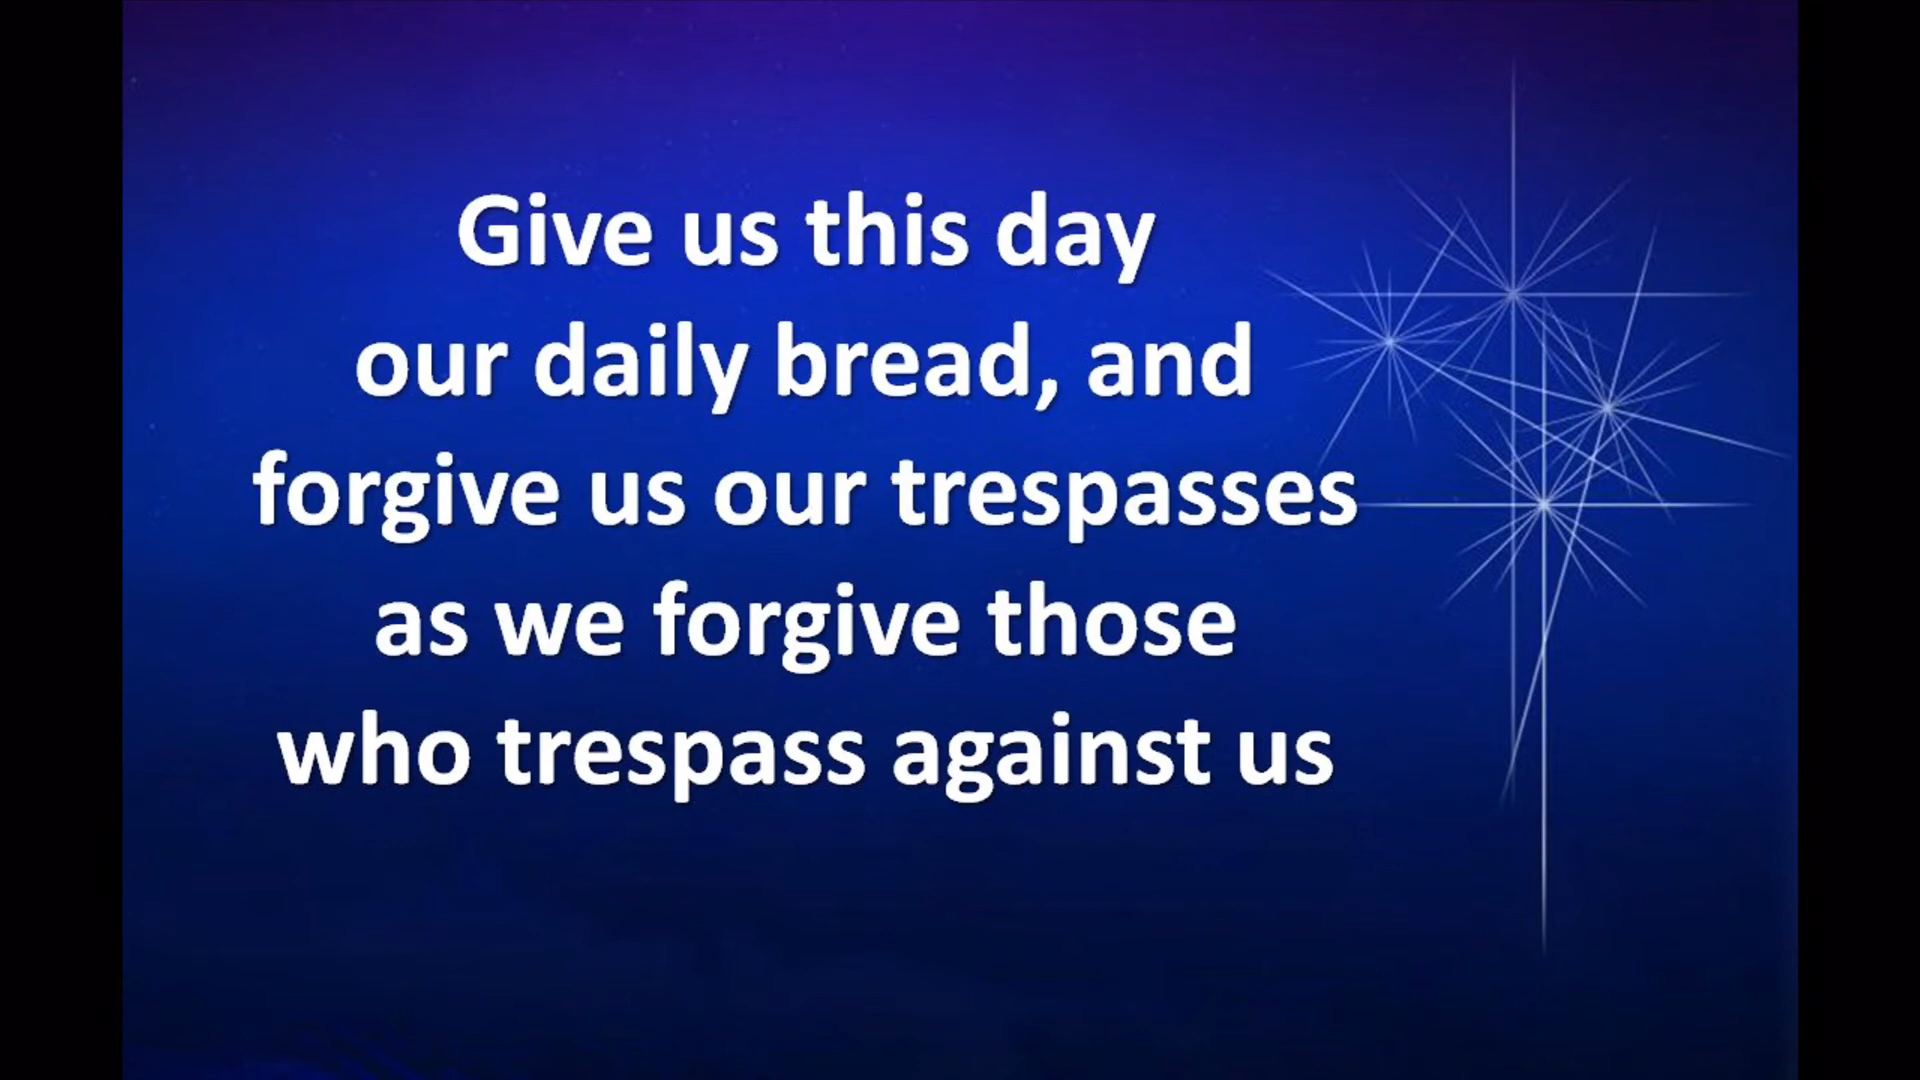 Give us this day
our daily bread, and
forgive us our trespasses
as we forgive those
who trespass against us